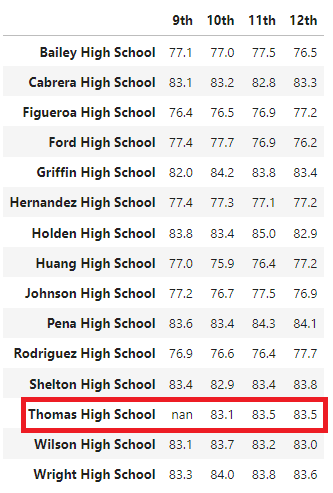 9th 10th 11th 12th
Bailey High School 77.1 77.0 77.5 76.5
Cabrera High School 83.1 83.2 82.8 83.3
Figueroa High School 76.4 76.5 76.9 77.2
Ford High School 77.4 77.7 76.9 76.2
Griffin High School 82.0 84.2 83.8 83.4
Hernandez High School 77.4 77.3 77.1 77.2
Holden High School 83.8 83.4 85.0 82.9
Huang High School 77.0 75.9 76.4 77.2
Johnson High School 77.2 76.7 77.5 76.9
Pena High School 83.6 83.4 84.3 84.1
Rodriguez High School 76.9 76.6 76.4 77.7
Shelton High School 83.4 82.9 83.4 83.8
Thomas High School nan 83.1 83.5 83.5
Wilson High School 83.1 83.7 83.2 83.0
Wright High School 83.3 84.0 83.8 83.6